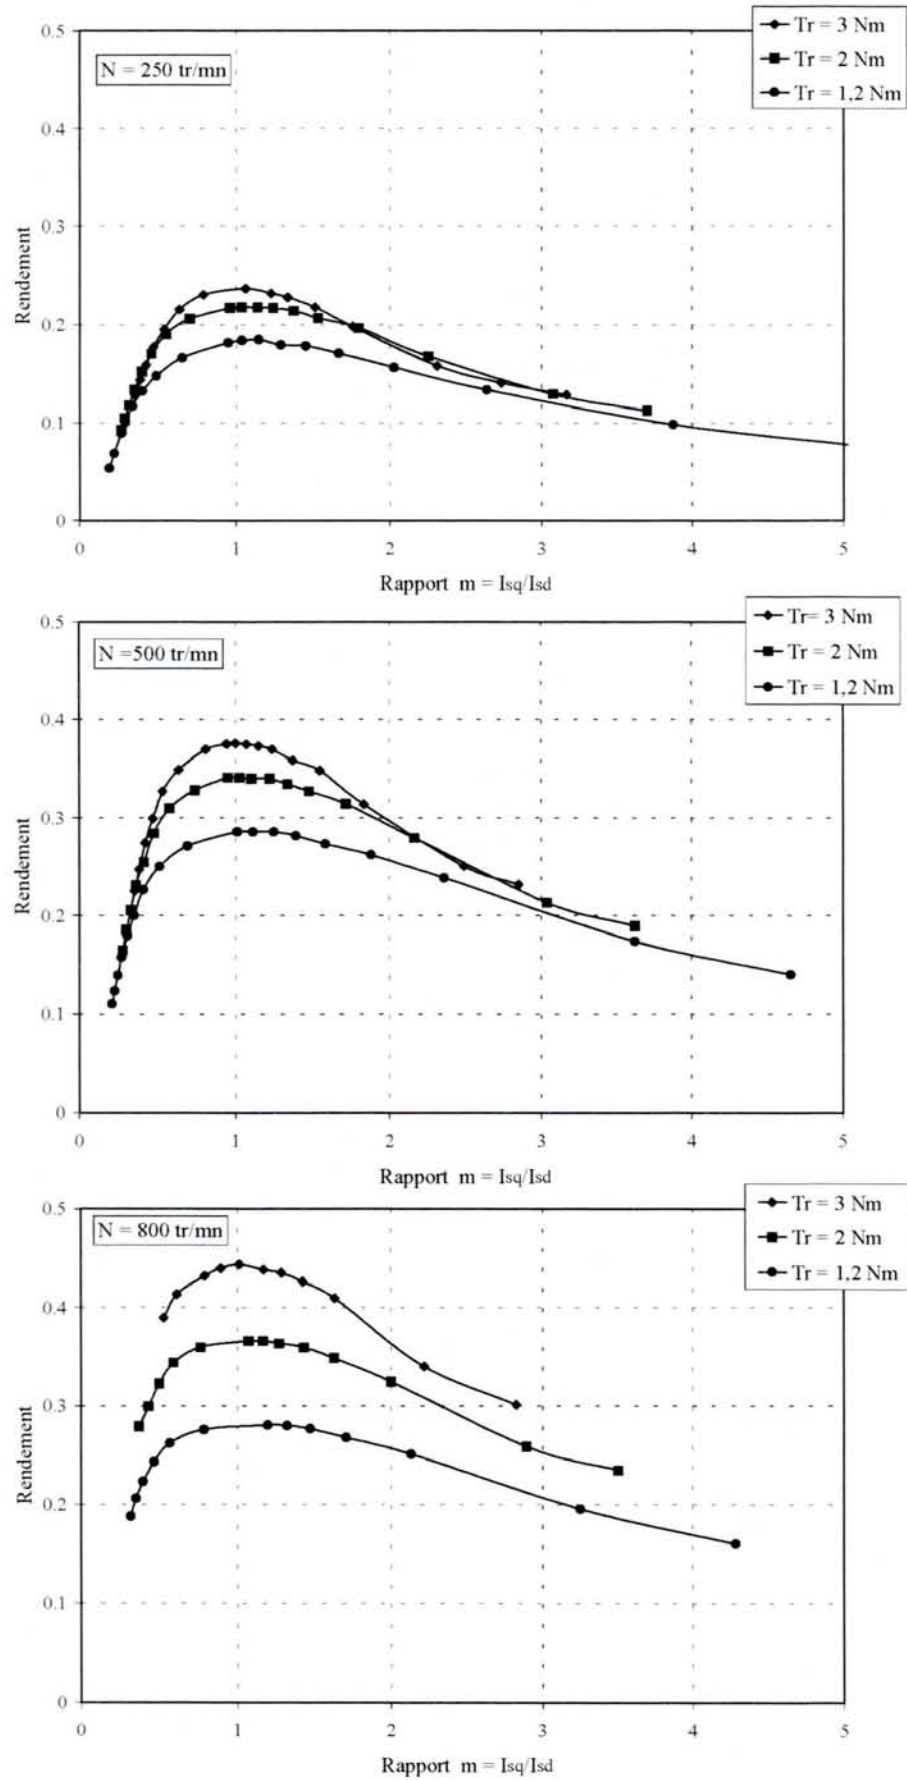 0.5
Tr = 3 Nm
Tr = 2 Nm
Tr = 1,2 Nm
N = 250 tr/mn
0.4
0.3
Rendement
0.2
0.1
0
0 1 2 3 4 5
Rapport m = Isq/Isd
0.5
Tr= 3 Nm
Tr = 2 Nm
Tr = 1,2 Nm
N =500 tr/mn
0.4
0.3
Rendement
0.2
0.1
0
0 1 2 3 4 5
Rapport m = Isq/Isd
0.5
Tr = 3 Nm
Tr = 2 Nm
Tr = 1,2 Nm
N = 800 tr/mn
0.4
0.3
Rendement
0.2
0.1
0
0 1 2 3 4 5
Rapport m = Isq/Isd